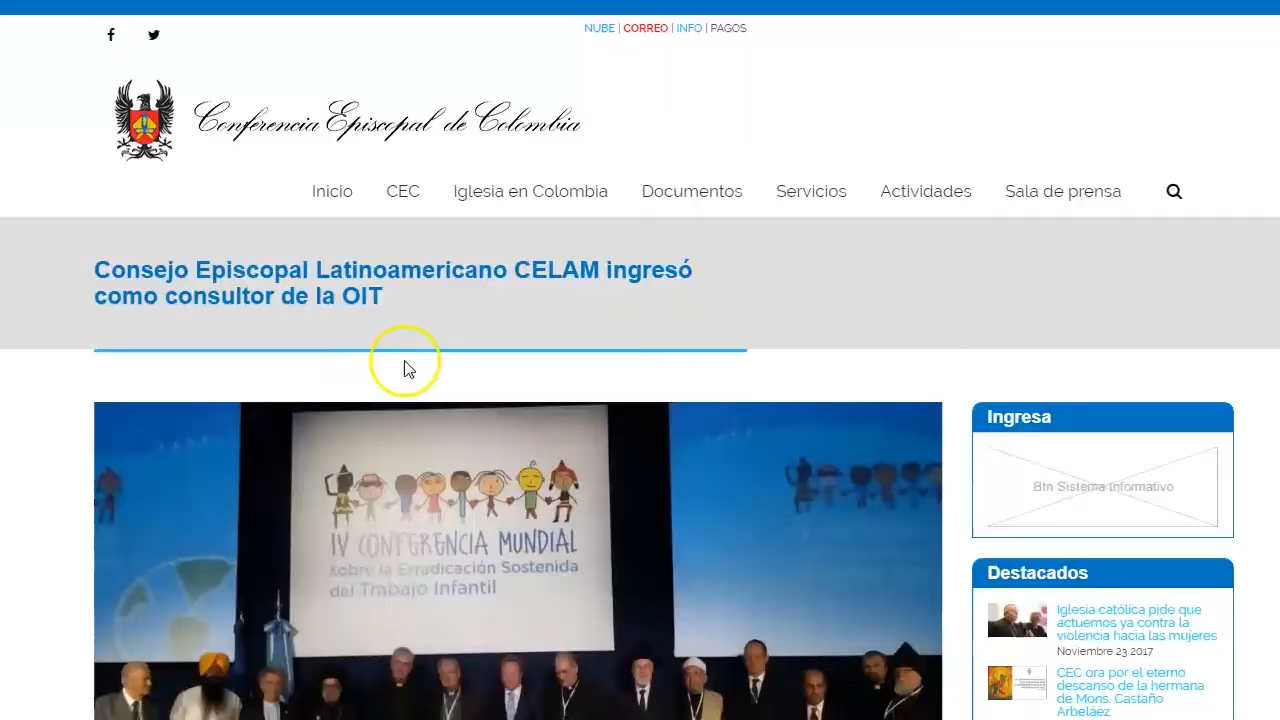 NUBE | CORREO | INFO | PAGOS
Conferencia Episcopal de Colombia
Inicio CEC Iglesia en Colombia Documentos Servicios Actividades Sala de prensa
Consejo Episcopal Latinoamericano CELAM ingresó
como consultor de la OIT
IV CONFERENCIA MUNDIAL
sobre la Erradicación Sostenida
del Trabajo Infantil
Ingresa
Btn Sistema Informativo
Destacados
Iglesia católica pide que
actuemos ya contra la
violencia hacia las mujeres
Noviembre 23 2017
CEC ora por el eterno
descanso de la hermana
de Mons. Castaño
Arbeláez